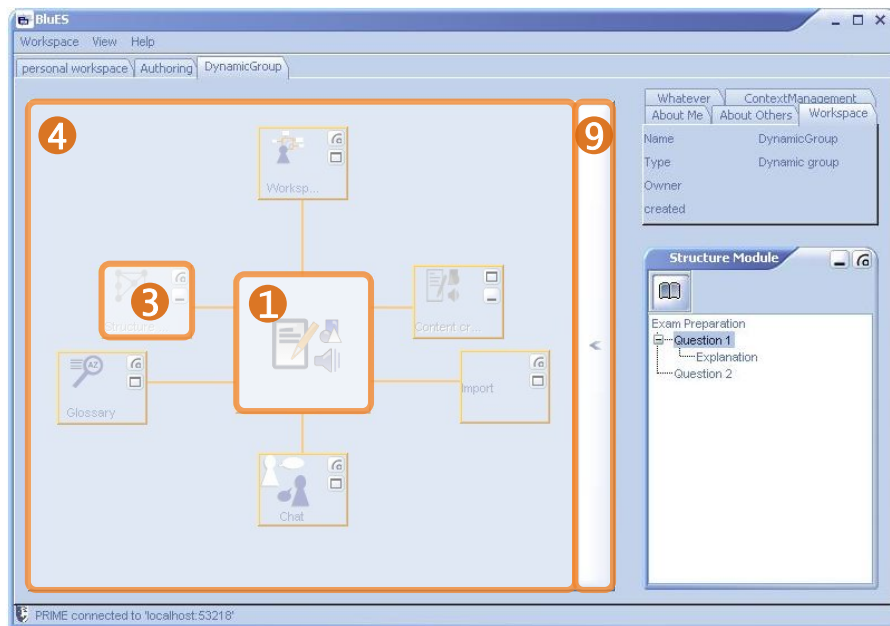 BluES
Workspace View Help
personal workspace Authoring DynamicGroup
4
9
Worksp...
3
Structure
1
Content cr...
Glossary
Import
Chat
<
Whatever ContextManagement
About Me About Others Workspace
Name DynamicGroup
Type Dynamic group
Owner
created
Structure Module
Exam Preparation
Question 1
Explanation
Question 2
AZ
PRIME connected to 'localhost:53218'